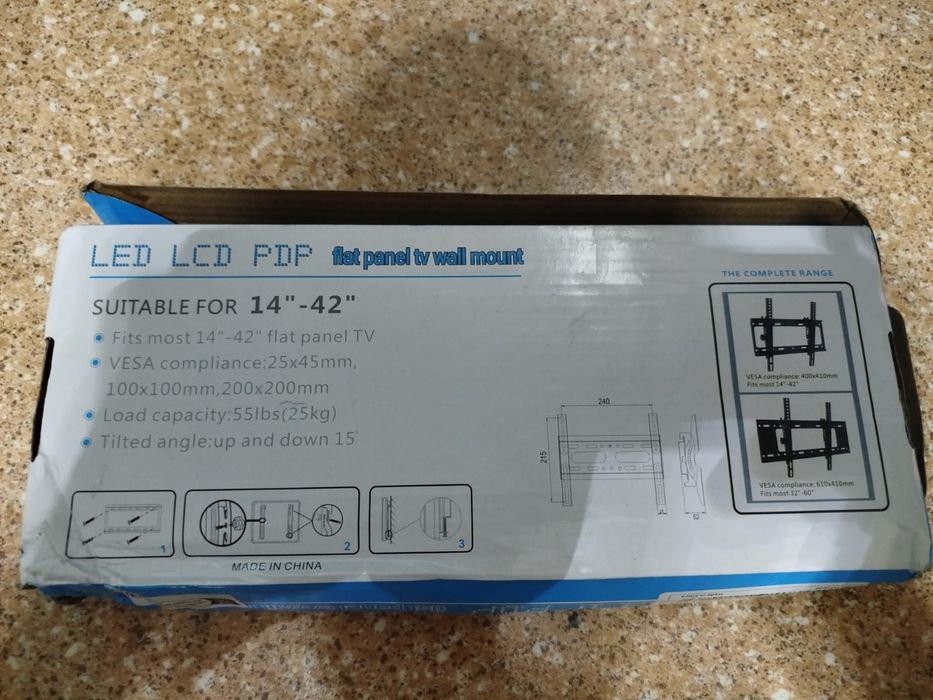 LED LCD PDP flat panel tv wall mount
SUITABLE FOR 14"-42"
Fits most 14"-42" flat panel TV
VESA compliance:25x45mm,
100x100mm,200x200mm
Load capacity:55lbs(25kg)
Tilted angle:up and down 15°
1
2
3
MADE IN CHINA
240
215
52
THE COMPLETE RANGE
VESA compliance: 400x410mm
Fits most 14"-42"
VESA compliance: 610x410mm
Fits most 32"-60"